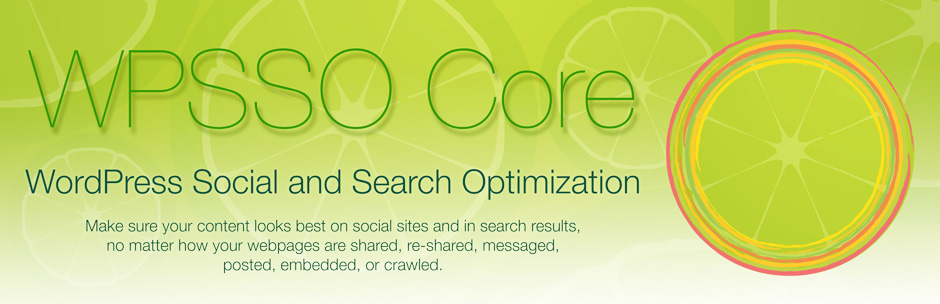 WPSSO Core
WordPress Social and Search Optimization
Make sure your content looks best on social sites and in search results,
no matter how your webpages are shared, re-shared, messaged,
posted, embedded, or crawled.